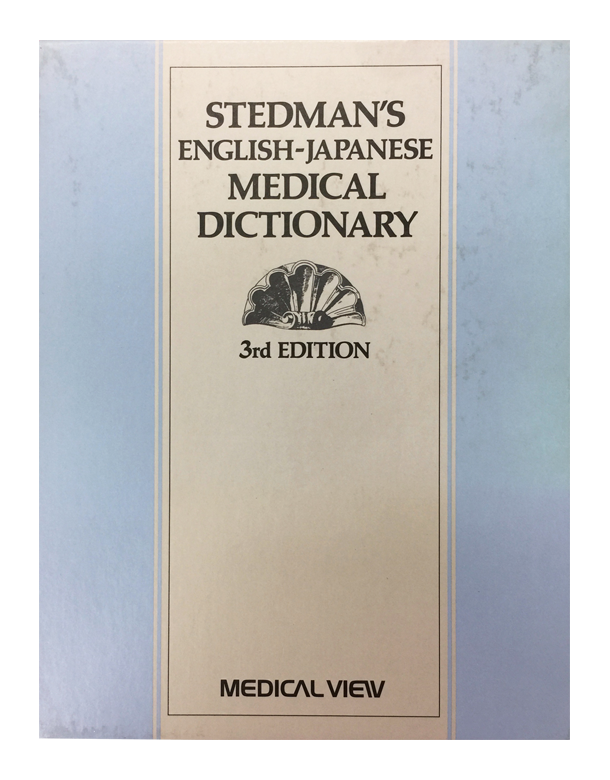 STEDMAN'S
ENGLISH-JAPANESE
MEDICAL
DICTIONARY
3rd EDITION
MEDICAL VIEW